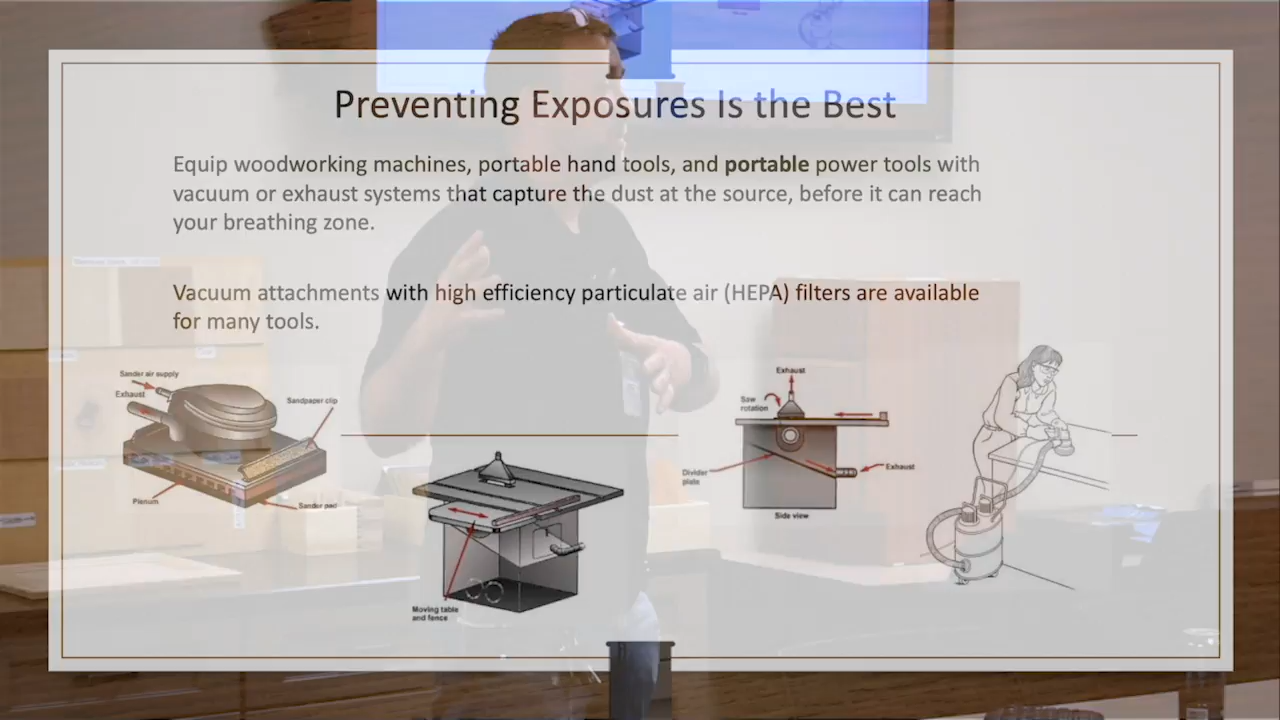 Preventing Exposures Is the Best
Equip woodworking machines, portable hand tools, and portable power tools with
vacuum or exhaust systems that capture the dust at the source, before it can reach
your breathing zone.
Vacuum attachments with high efficiency particulate air (HEPA) filters are available
for many tools.
Sander air supply
Exhaust
Sandpaper clip
Plenum
Sander pad
Moving table
and fence
Exhaust
Saw
rotation
Divider
plate
Exhaust
Side view